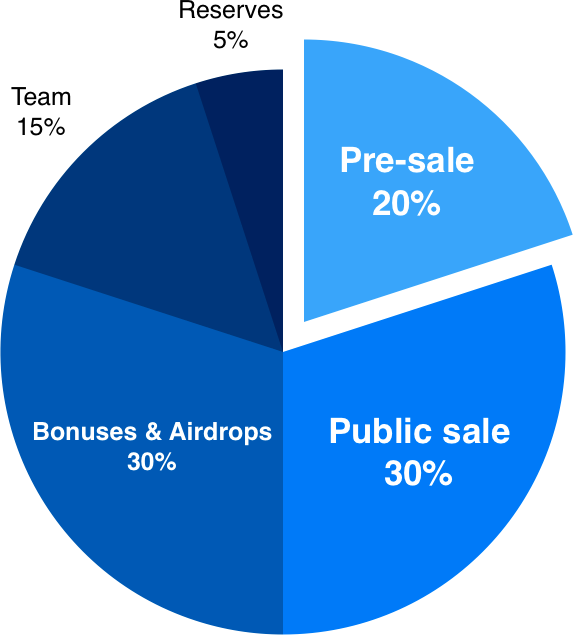 Reserves
5%
Team
15%
Pre-sale
20%
Bonuses & Airdrops
30%
Public sale
30%